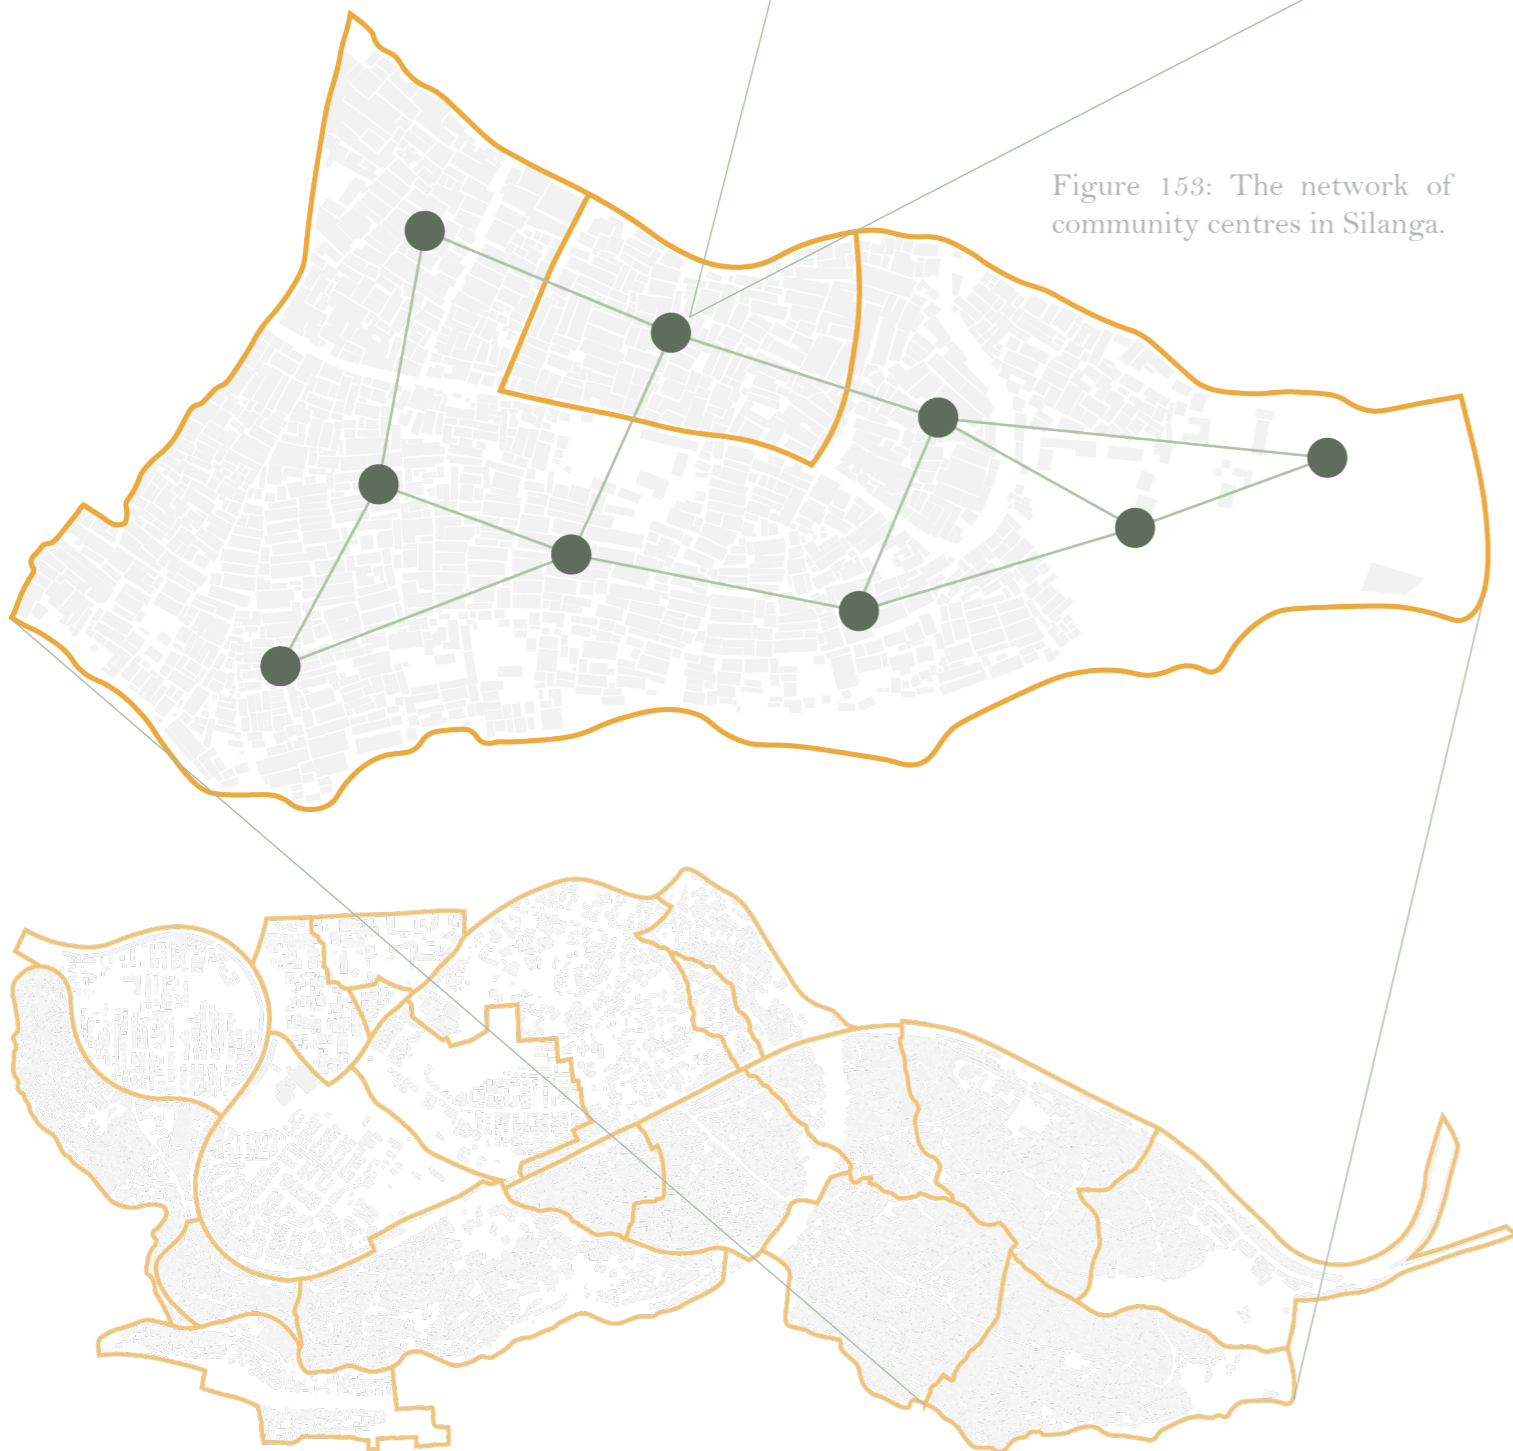 Figure 153: The network of
community centres in Silanga.